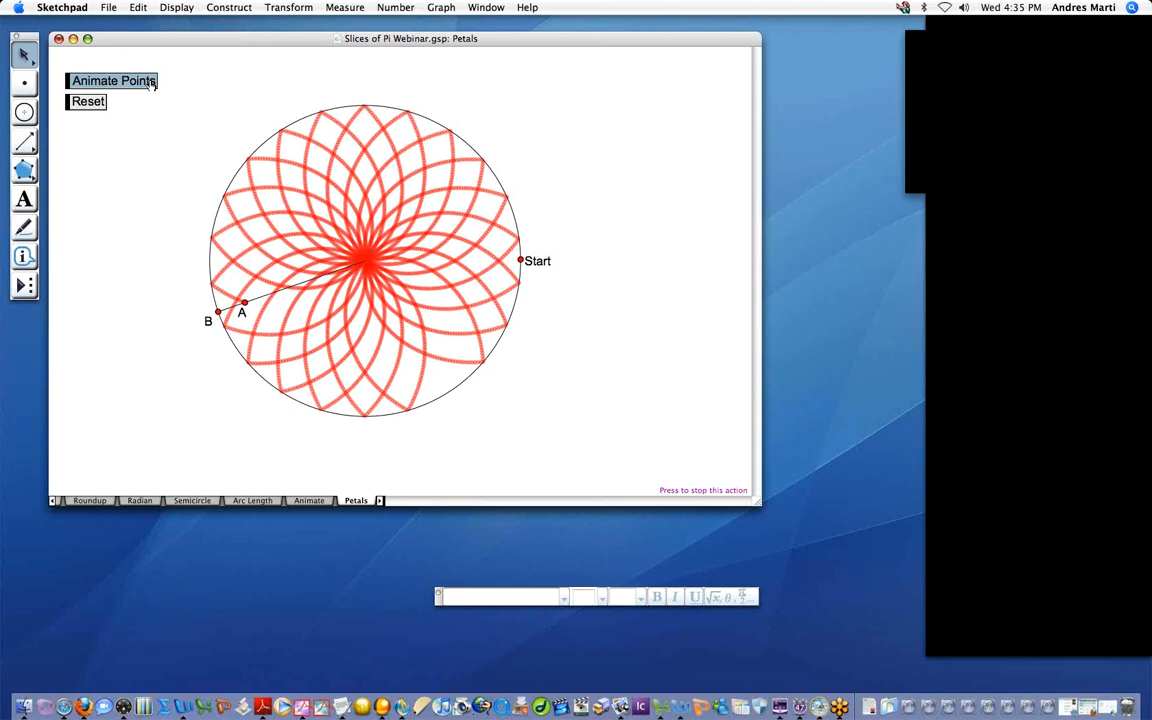 Sketchpad File Edit Display Construct Transform Measure Number Graph Window Help Wed 4:35 PM Andres Marti
Slices of Pi Webinar.gsp: Petals
Animate Points
Reset
Start
A
B
Press to stop this action
Roundup Radian Semicircle Arc Length Animate Petals
A
B I U